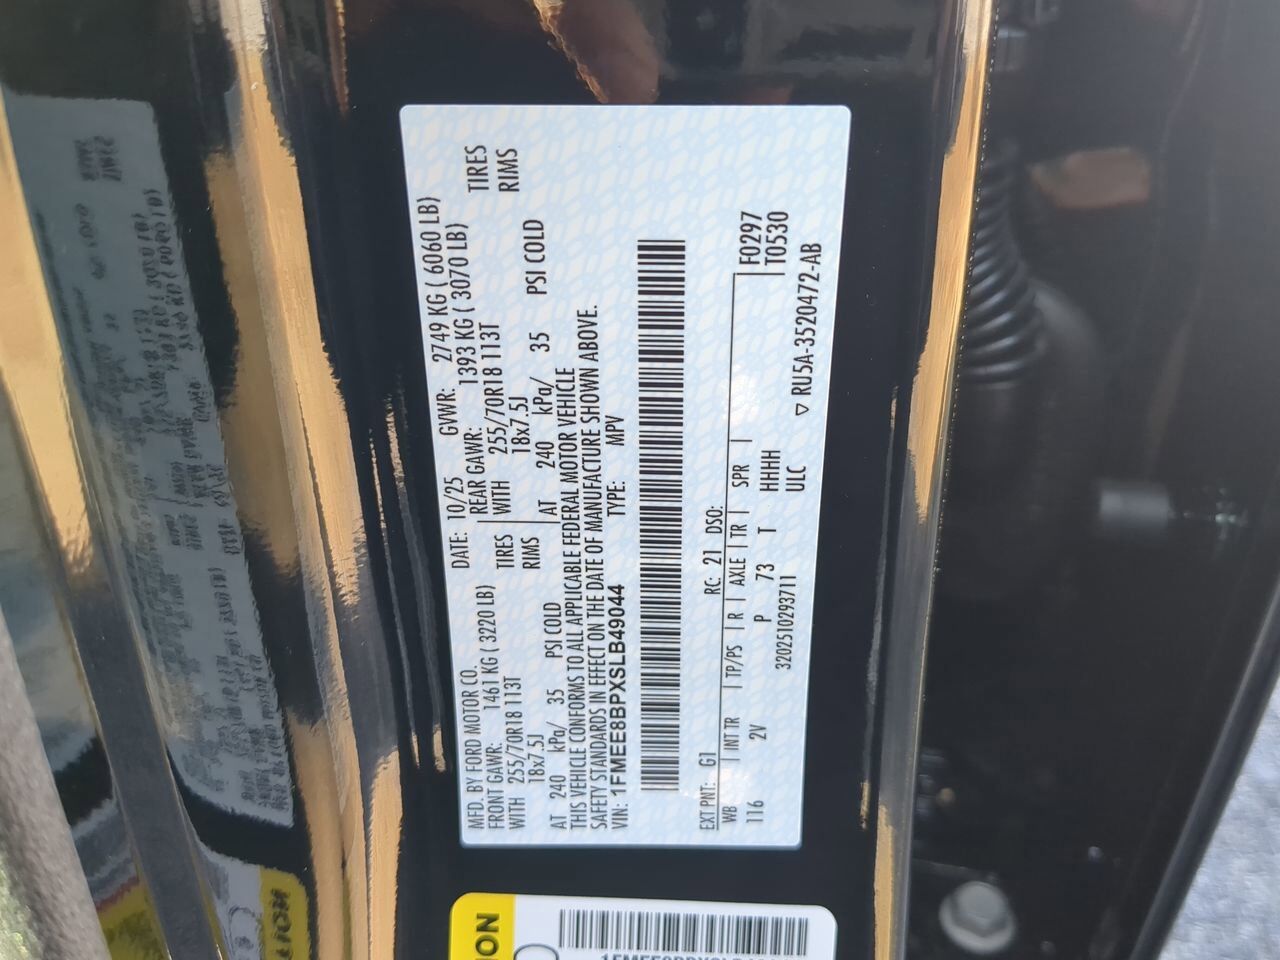 MFD. BY FORD MOTOR CO. DATE: 10/25 GVWR: 2749 KG ( 6060 LB)
FRONT GAWR: 1461 KG ( 3220 LB) REAR GAWR: 1393 KG ( 3070 LB)
WITH 255/70R18 113T TIRES WITH 255/70R18 113T TIRES
18x7.5J RIMS 18x7.5J RIMS
AT 240 kPa/ 35 PSI COLD AT 240 kPa/ 35 PSI COLD
THIS VEHICLE CONFORMS TO ALL APPLICABLE FEDERAL MOTOR VEHICLE
SAFETY STANDARDS IN EFFECT ON THE DATE OF MANUFACTURE SHOWN ABOVE.
VIN: 1FMEE8BPXSLB49044 TYPE: MPV
EXT PNT: G1 RC: 21 DSO: F0297
WB INT TR TP/PS R AXLE TR SPR T0530
116 2V P 73 T HHHH
3202510293711 ULC ▽ RU5A-3520472-AB
ION